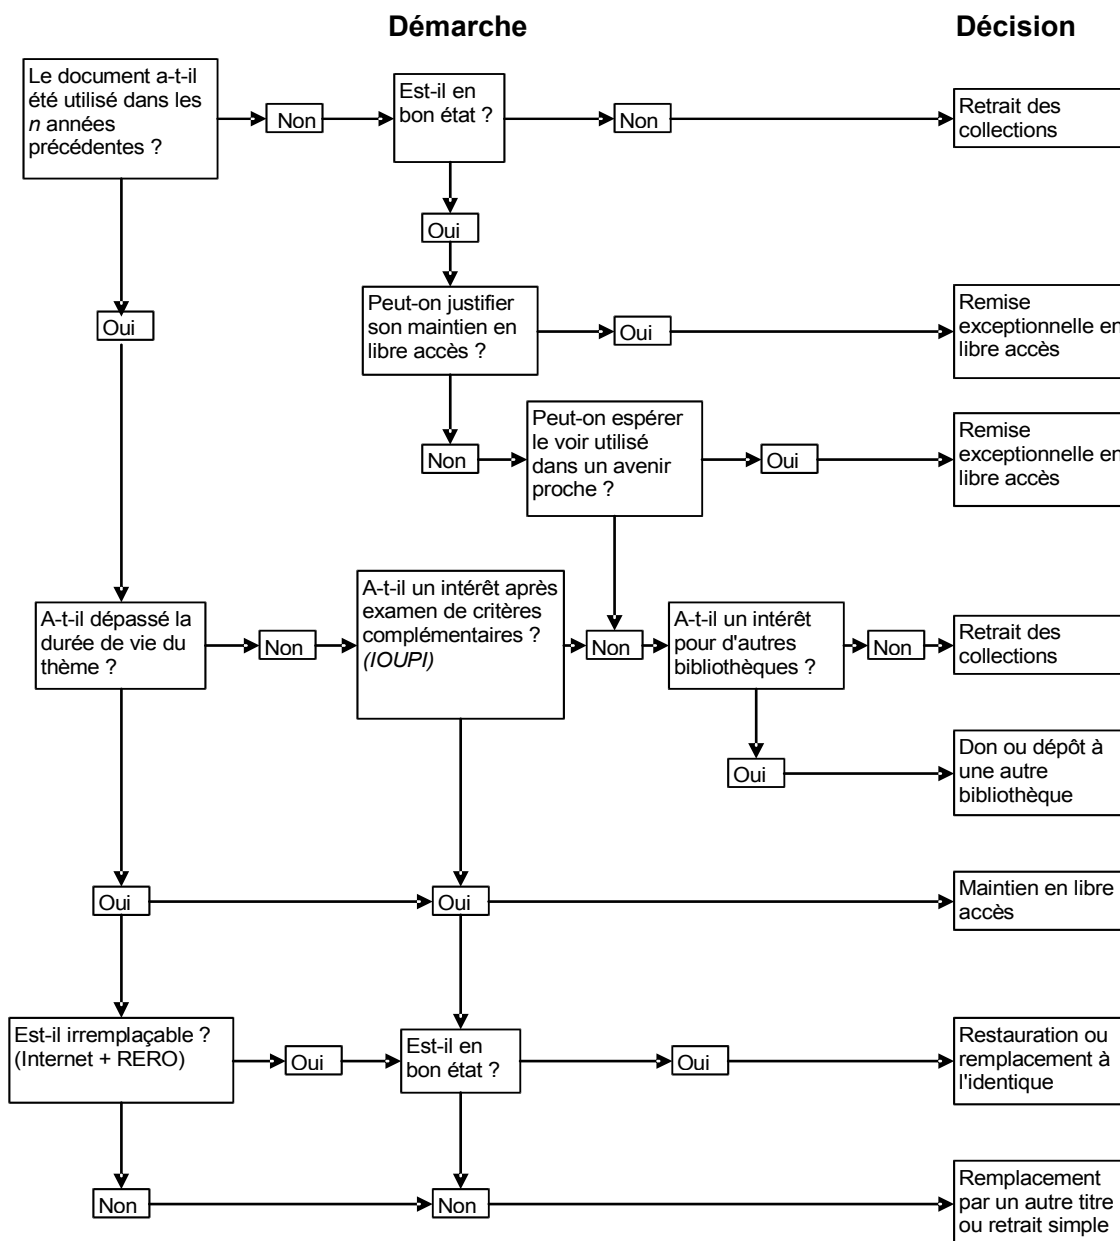 Démarche
Décision
Le document a-t-il
été utilisé dans les
n années
précédentes ?
Non
Est-il en
bon état ?
Non
Retrait des
collections
Oui
Oui
Peut-on justifier
son maintien en
libre accès ?
Oui
Remise
exceptionnelle en
libre accès
Non
Peut-on espérer
le voir utilisé
dans un avenir
proche ?
Oui
Remise
exceptionnelle en
libre accès
A-t-il dépassé la
durée de vie du
thème ?
Non
A-t-il un intérêt après
examen de critères
complémentaires ?
(IOUPI)
Non
A-t-il un intérêt
pour d'autres
bibliothèques ?
Non
Retrait des
collections
Oui
Don ou dépôt à
une autre
bibliothèque
Oui
Oui
Maintien en libre
accès
Est-il irremplaçable ?
(Internet + RERO)
Oui
Est-il en
bon état ?
Oui
Restauration ou
remplacement à
l'identique
Non
Non
Remplacement
par un autre titre
ou retrait simple